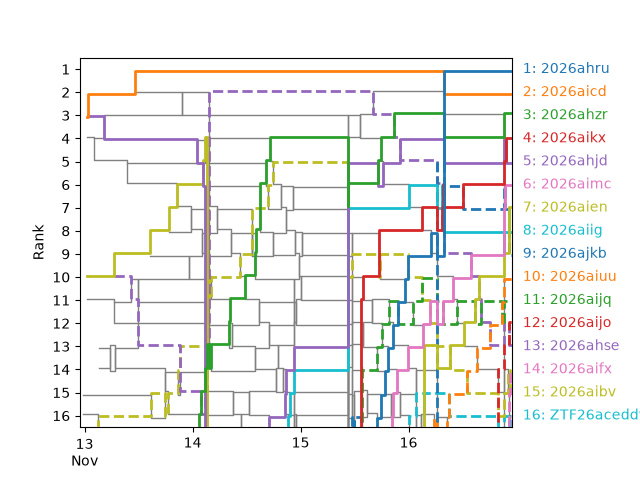 1
2
3
4
5
6
7
8
9
10
11
12
13
14
15
16
Rank
13
14
15
16
Nov
1: 2026ahru
2: 2026aicd
3: 2026ahzr
4: 2026aikx
5: 2026ahjd
6: 2026aimc
7: 2026aien
8: 2026aiig
9: 2026ajkb
10: 2026aiuu
11: 2026aijq
12: 2026aijo
13: 2026ahse
14: 2026aifx
15: 2026aibv
16: ZTF26acedd